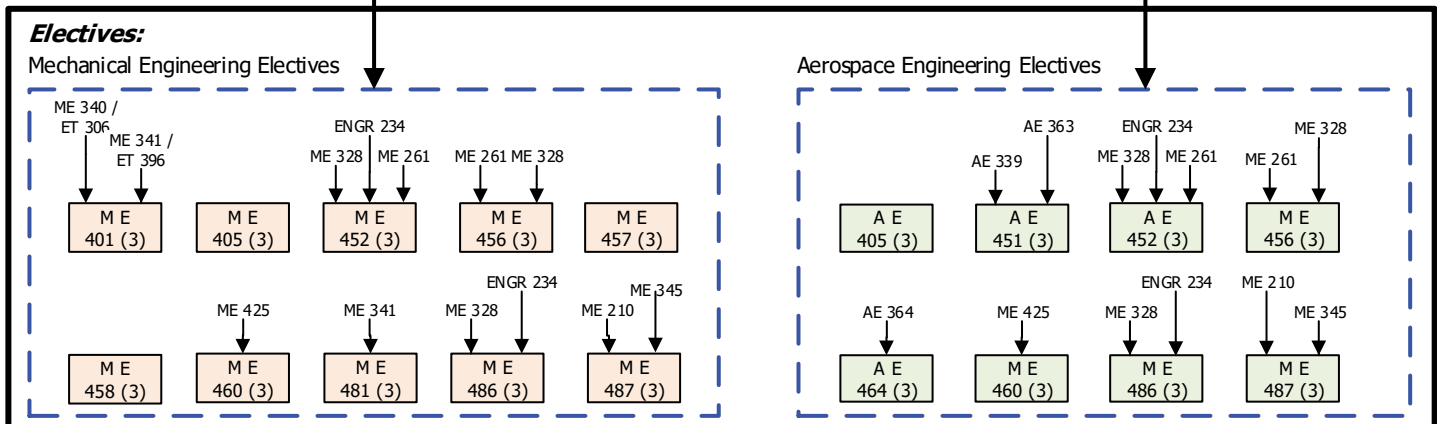 Electives:
Mechanical Engineering Electives
ME 340 /
ET 306
ME 341 /
ET 396
ENGR 234
ME 328
ME 261
ME 261
ME 328
M E
401 (3)
M E
405 (3)
M E
452 (3)
M E
456 (3)
M E
457 (3)
ME 425
ME 341
ME 328
ENGR 234
ME 210
ME 345
M E
458 (3)
M E
460 (3)
M E
481 (3)
M E
486 (3)
M E
487 (3)
Aerospace Engineering Electives
AE 339
AE 363
ENGR 234
ME 328
ME 261
ME 261
ME 328
A E
405 (3)
A E
451 (3)
A E
452 (3)
M E
456 (3)
AE 364
ME 425
ME 328
ENGR 234
ME 210
ME 345
A E
464 (3)
M E
460 (3)
M E
486 (3)
M E
487 (3)